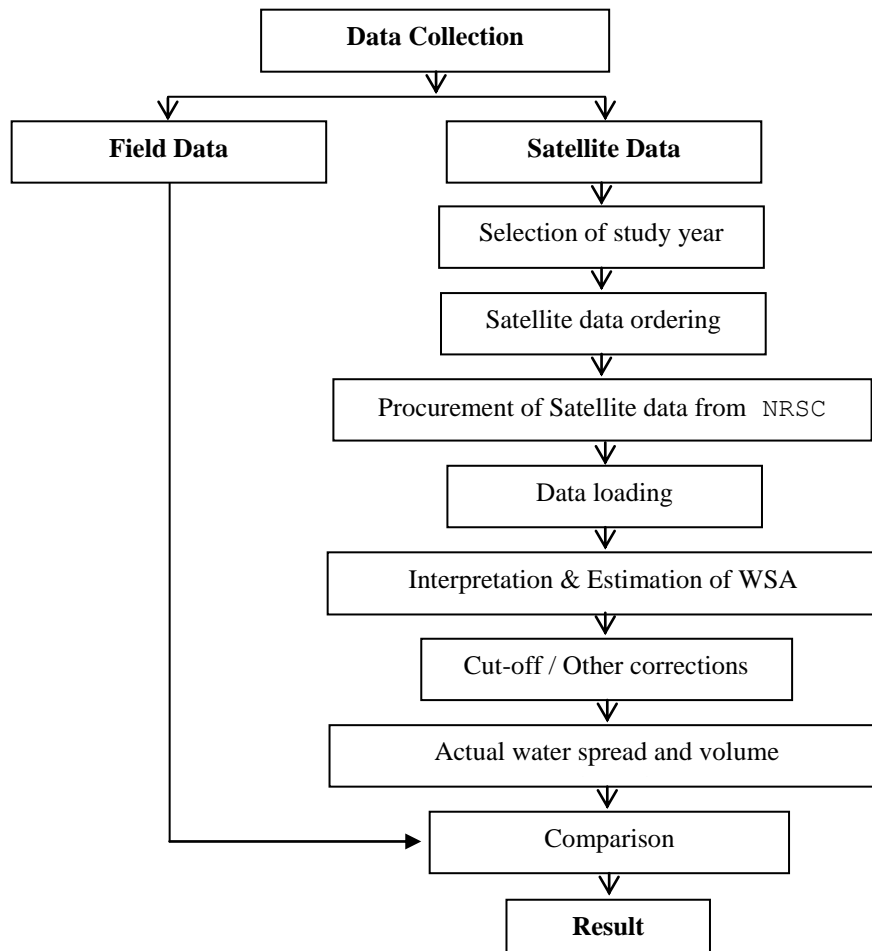 Data Collection
Field Data
Satellite Data
Selection of study year
Satellite data ordering
Procurement of Satellite data from NRSC
Data loading
Interpretation & Estimation of WSA
Cut-off / Other corrections
Actual water spread and volume
Comparison
Result